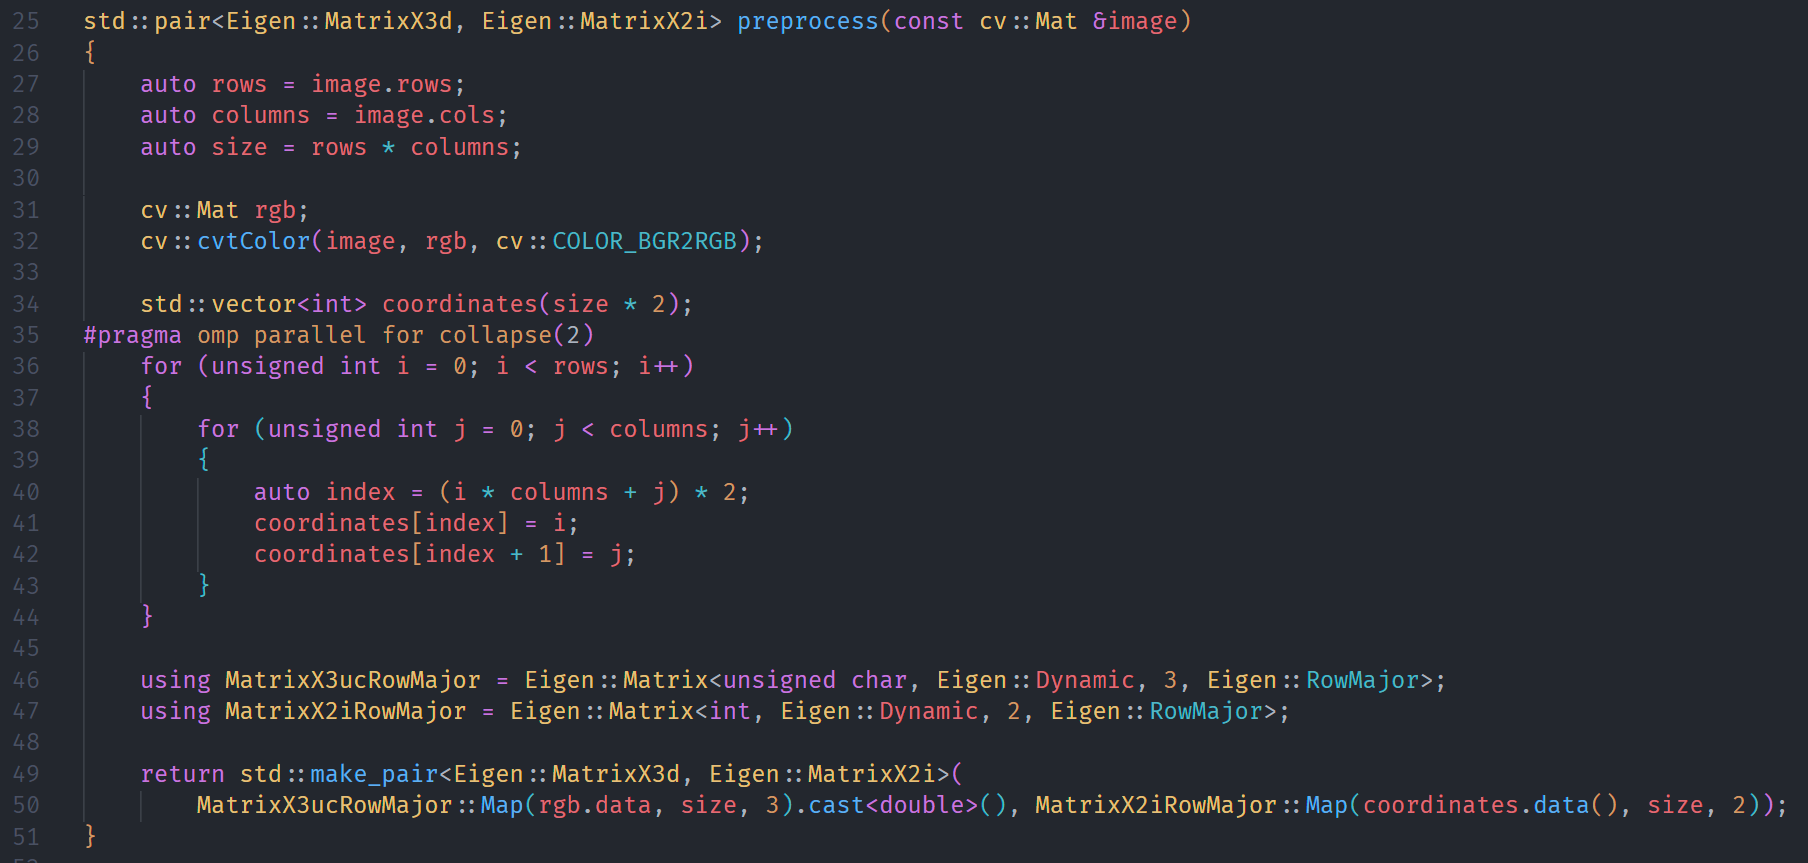 25 std::pair<Eigen::MatrixX3d, Eigen::MatrixX2i> preprocess(const cv::Mat &image)
26 {
27     auto rows = image.rows;
28     auto columns = image.cols;
29     auto size = rows * columns;
30
31     cv::Mat rgb;
32     cv::cvtColor(image, rgb, cv::COLOR_BGR2RGB);
33
34     std::vector<int> coordinates(size * 2);
35 #pragma omp parallel for collapse(2)
36     for (unsigned int i = 0; i < rows; i++)
37     {
38         for (unsigned int j = 0; j < columns; j++)
39         {
40             auto index = (i * columns + j) * 2;
41             coordinates[index] = i;
42             coordinates[index + 1] = j;
43         }
44     }
45
46     using MatrixX3ucRowMajor = Eigen::Matrix<unsigned char, Eigen::Dynamic, 3, Eigen::RowMajor>;
47     using MatrixX2iRowMajor = Eigen::Matrix<int, Eigen::Dynamic, 2, Eigen::RowMajor>;
48
49     return std::make_pair<Eigen::MatrixX3d, Eigen::MatrixX2i>(
50         MatrixX3ucRowMajor::Map(rgb.data, size, 3).cast<double>(), MatrixX2iRowMajor::Map(coordinates.data(), size, 2));
51 }